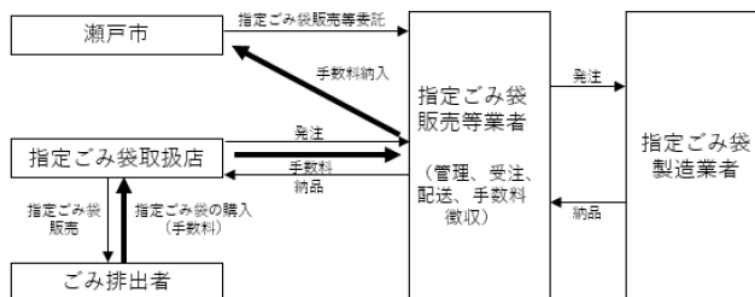 瀬戸市
指定ごみ袋販売等委託
手数料納入
指定ごみ袋
販売等業者
（管理、受注、
配送、手数料
徴収）
発注
指定ごみ袋
製造業者
納品
指定ごみ袋取扱店
発注
手数料
納品
指定ごみ袋
販売
指定ごみ袋の購入
（手数料）
ごみ排出者